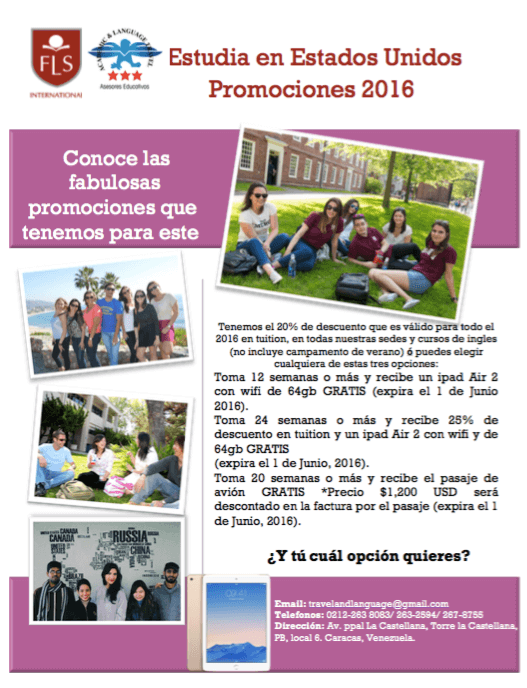 FLS
INTERNATIONAL
ACADEMIC & LANGUAGE
Asesores Educativos
Estudia en Estados Unidos
Promociones 2016
Conoce las
fabulosas
promociones que
tenemos para este
Tenemos el 20% de descuento que es válido para todo el
2016 en tuition, en todas nuestras sedes y cursos de ingles
(no incluye campamento de verano) ó puedes elegir
cualquiera de estas tres opciones:
Toma 12 semanas o más y recibe un ipad Air 2
con wifi de 64gb GRATIS (expira el 1 de Junio
2016).
Toma 24 semanas o más y recibe 25% de
descuento en tuition y un ipad Air 2 con wifi y de
64gb GRATIS
(expira el 1 de Junio, 2016).
Toma 20 semanas o más y recibe el pasaje de
avión GRATIS *Precio $1,200 USD será
descontado en la factura por el pasaje (expira el 1
de Junio, 2016).
¿Y tú cuál opción quieres?
CANADA
CANADA
RUSSIA
CHINA
09:41
Email: travelandlanguage@gmail.com
Telefonos: 0212-263 8083/ 263-2594/ 267-8755
Dirección: Av. ppal La Castellana, Torre la Castellana,
PB, local 6. Caracas, Venezuela.